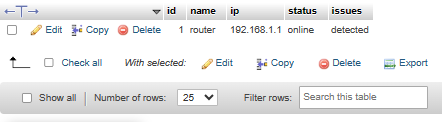 id name ip status issues
Edit Copy Delete 1 router 192.168.1.1 online detected
Check all With selected: Edit Copy Delete Export
Show all Number of rows: 25 Filter rows: Search this table